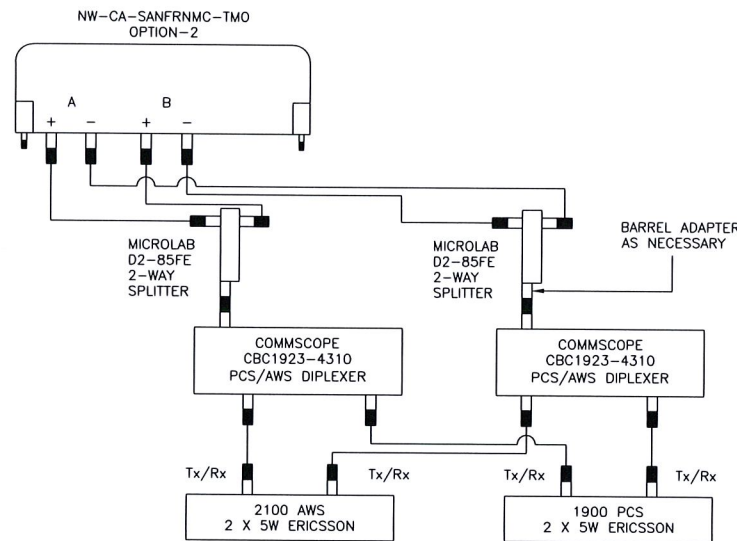 NW-CA-SANFRNMC-TMO
OPTION-2
A
B
+
−
+
−
MICROLAB
D2-85FE
2-WAY
SPLITTER
MICROLAB
D2-85FE
2-WAY
SPLITTER
BARREL ADAPTER
AS NECESSARY
COMMSCOPE
CBC1923-4310
PCS/AWS DIPLEXER
COMMSCOPE
CBC1923-4310
PCS/AWS DIPLEXER
Tx/Rx
Tx/Rx
Tx/Rx
Tx/Rx
2100 AWS
2 X 5W ERICSSON
1900 PCS
2 X 5W ERICSSON